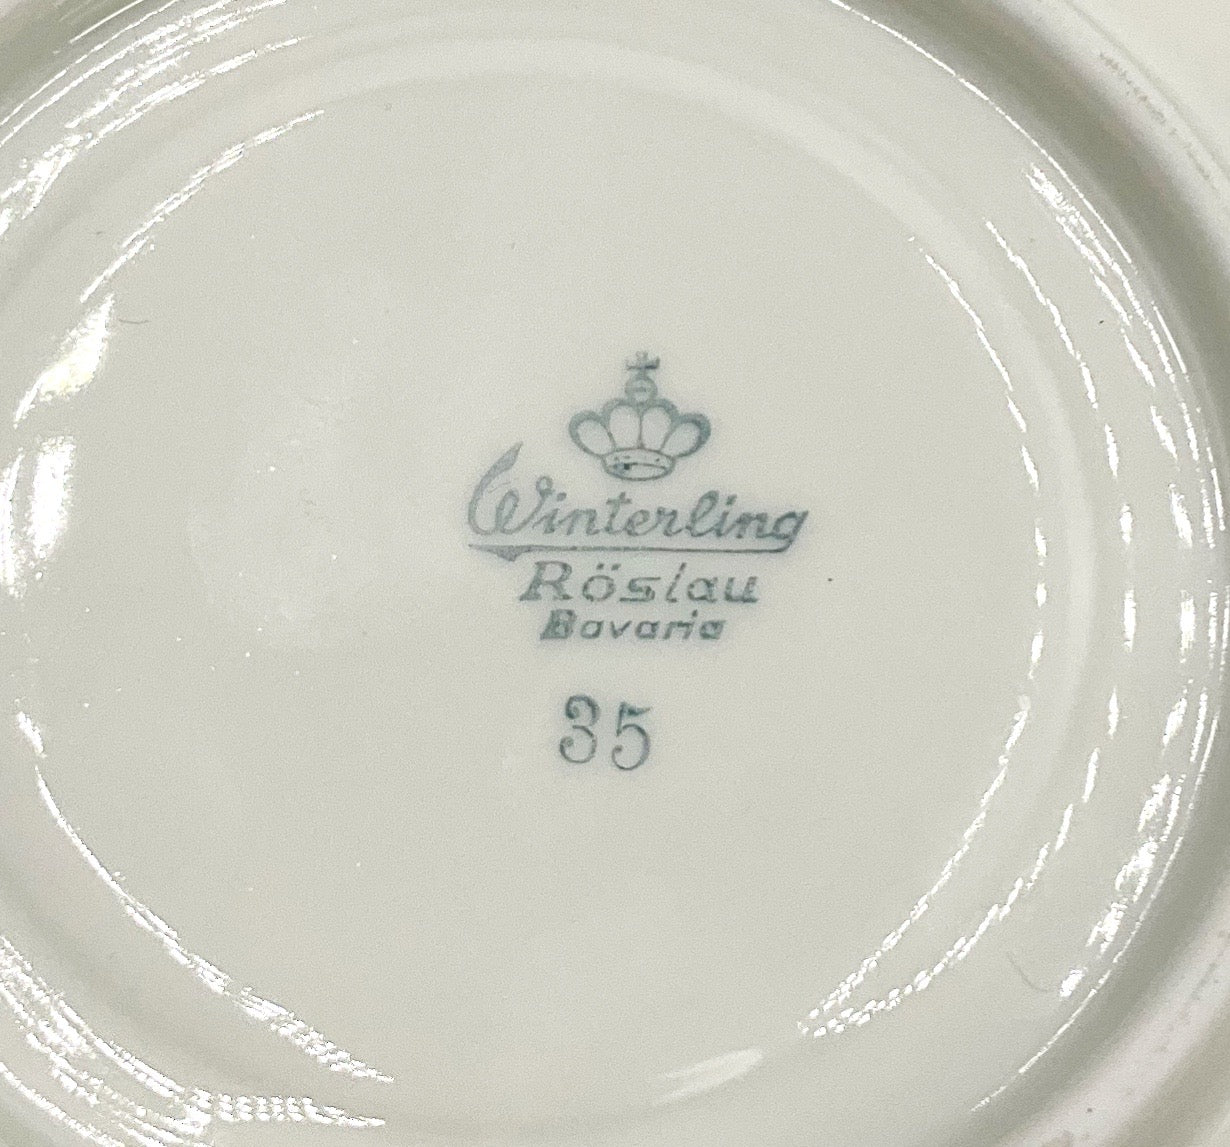 Winterling
Röslau
Bavaria
35